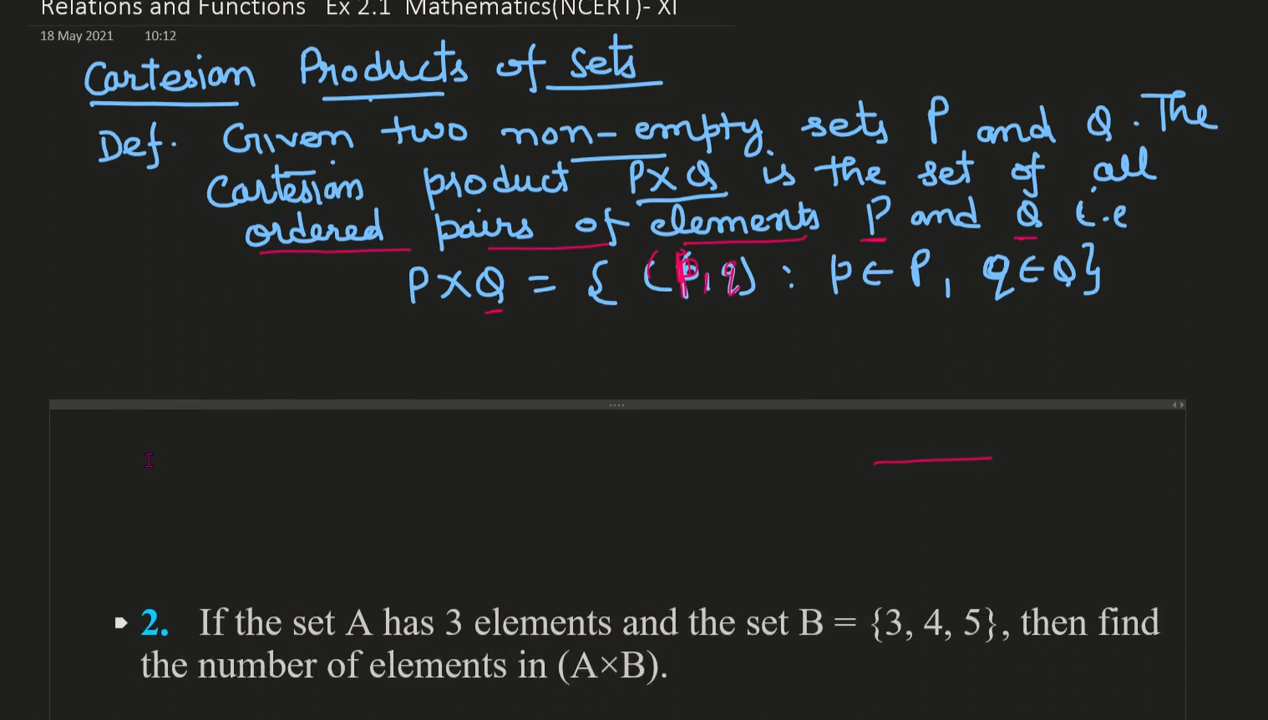 Relations and Functions Ex 2.1 Mathematics(NCERT)- XI
18 May 2021 10:12
Cartesian Products of Sets
Def. Given two non-empty sets P and Q. The
Cartesian product P×Q is the set of all
ordered pairs of elements P and Q i.e
P×Q = { (p,q) : p∈P, q∈Q}
2. If the set A has 3 elements and the set B = {3, 4, 5}, then find
the number of elements in (A×B).